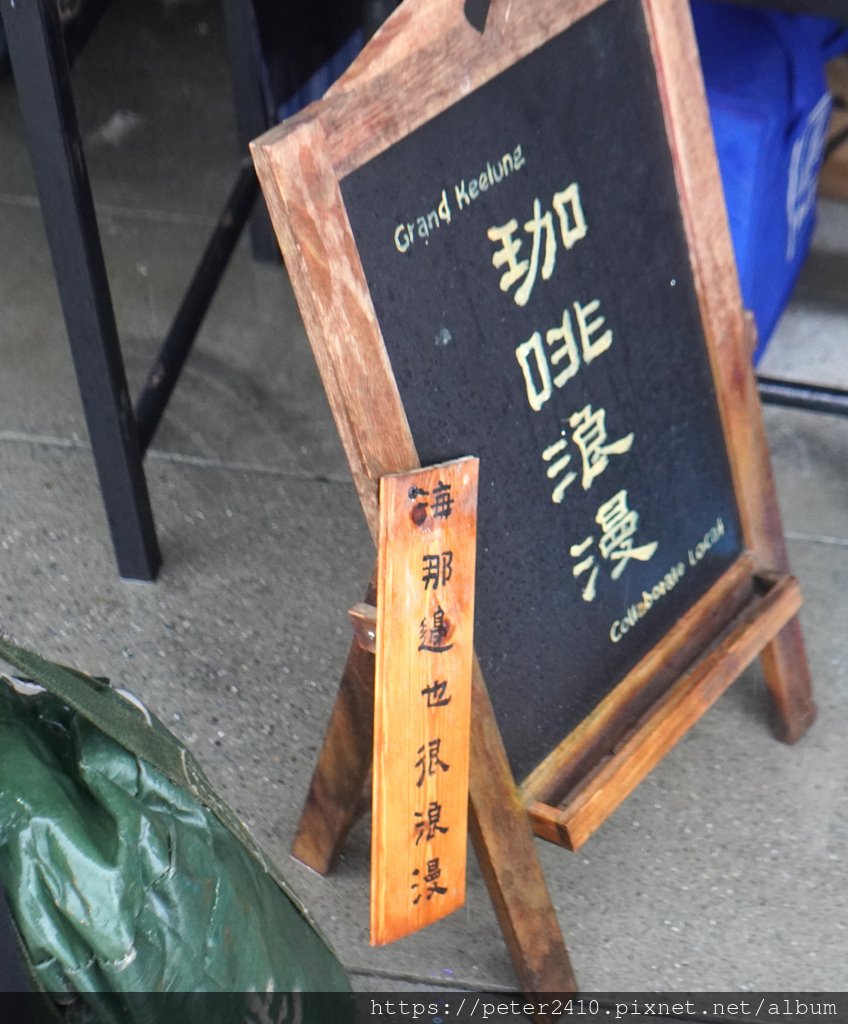 Grand Keelung
珈啡浪漫
Collaborate Local
海那邊也很浪漫
https://peter2410.pixnet.net/album